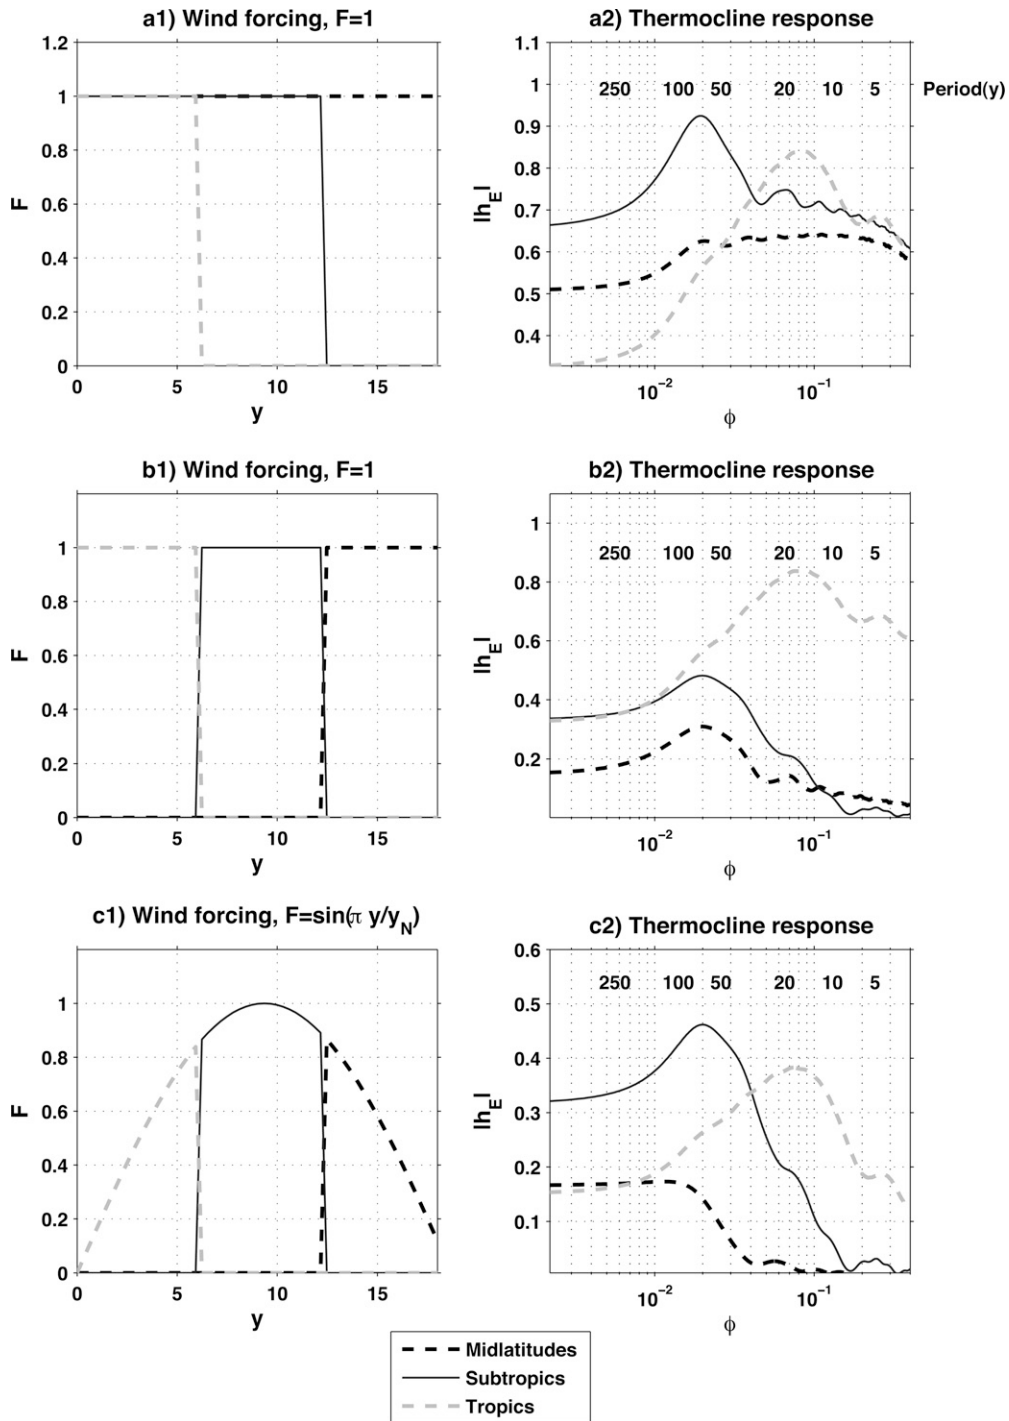 a1) Wind forcing, F=1
1.2
1
0.8
0.6
0.4
0.2
0
F
0 5 10 15
y
a2) Thermocline response
1.1
1
0.9
0.8
0.7
0.6
0.5
0.4
|h_E|
250 100 50 20 10 5 Period(y)
10^-2 10^-1
ϕ
b1) Wind forcing, F=1
1
0.8
0.6
0.4
0.2
0
F
0 5 10 15
y
b2) Thermocline response
1
0.8
0.6
0.4
0.2
|h_E|
250 100 50 20 10 5
10^-2 10^-1
ϕ
c1) Wind forcing, F=sin(π y/y_N)
1
0.8
0.6
0.4
0.2
0
F
0 5 10 15
y
c2) Thermocline response
0.6
0.5
0.4
0.3
0.2
0.1
|h_E|
250 100 50 20 10 5
10^-2 10^-1
ϕ
Midlatitudes
Subtropics
Tropics